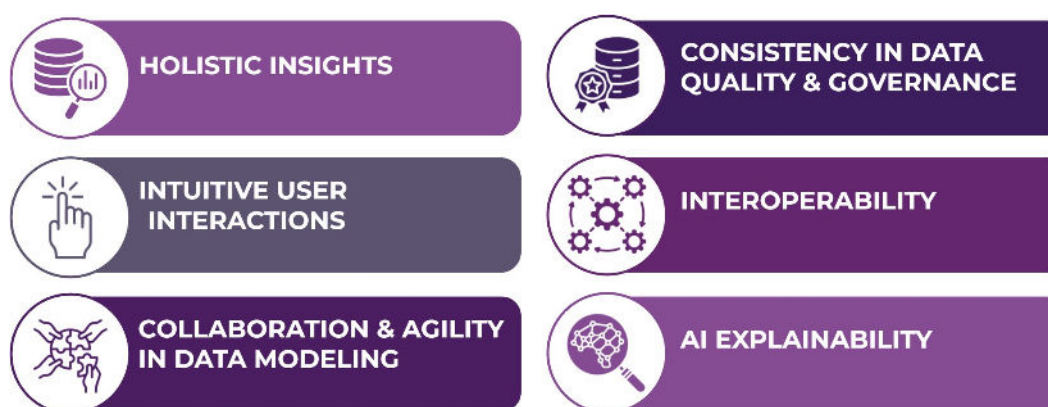 HOLISTIC INSIGHTS
CONSISTENCY IN DATA
QUALITY & GOVERNANCE
INTUITIVE USER
INTERACTIONS
INTEROPERABILITY
COLLABORATION & AGILITY
IN DATA MODELING
AI EXPLAINABILITY